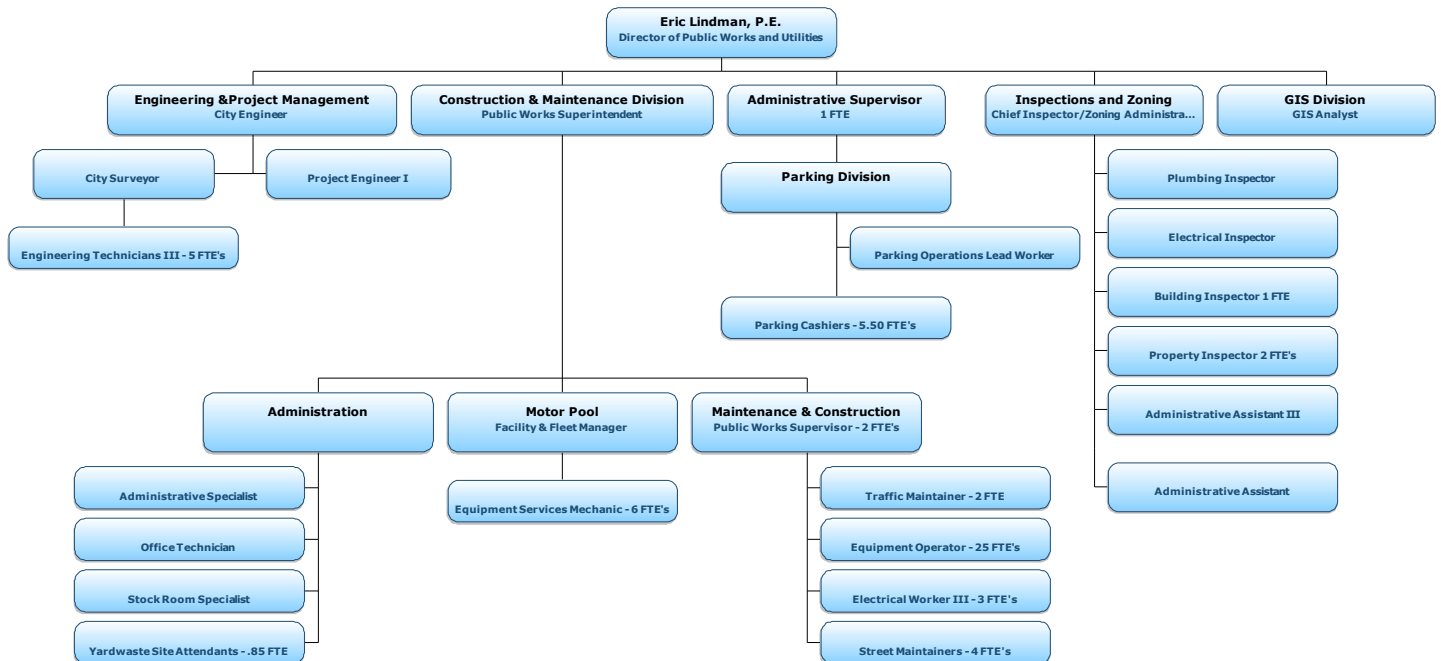 Eric Lindman, P.E.
Director of Public Works and Utilities
Engineering &Project Management
City Engineer
Construction & Maintenance Division
Public Works Superintendent
Administrative Supervisor
1 FTE
Inspections and Zoning
Chief Inspector/Zoning Administra...
GIS Division
GIS Analyst
City Surveyor
Project Engineer I
Engineering Technicians III - 5 FTE's
Parking Division
Parking Operations Lead Worker
Parking Cashiers - 5.50 FTE's
Plumbing Inspector
Electrical Inspector
Building Inspector 1 FTE
Property Inspector 2 FTE's
Administrative Assistant III
Administrative Assistant
Administration
Motor Pool
Facility & Fleet Manager
Maintenance & Construction
Public Works Supervisor - 2 FTE's
Administrative Specialist
Office Technician
Stock Room Specialist
Yardwaste Site Attendants - .85 FTE
Equipment Services Mechanic - 6 FTE's
Traffic Maintainer - 2 FTE
Equipment Operator - 25 FTE's
Electrical Worker III - 3 FTE's
Street Maintainers - 4 FTE's